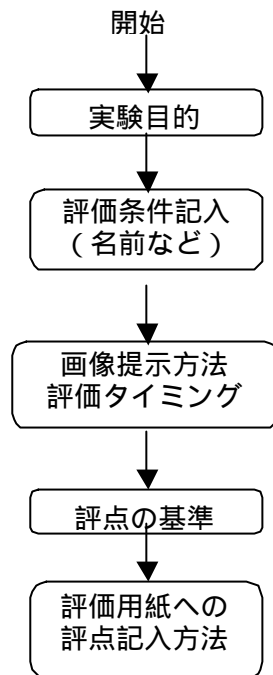 開始
実験目的
評価条件記入
(名前など)
画像提示方法
評価タイミング
評点の基準
評価用紙への
評点記入方法